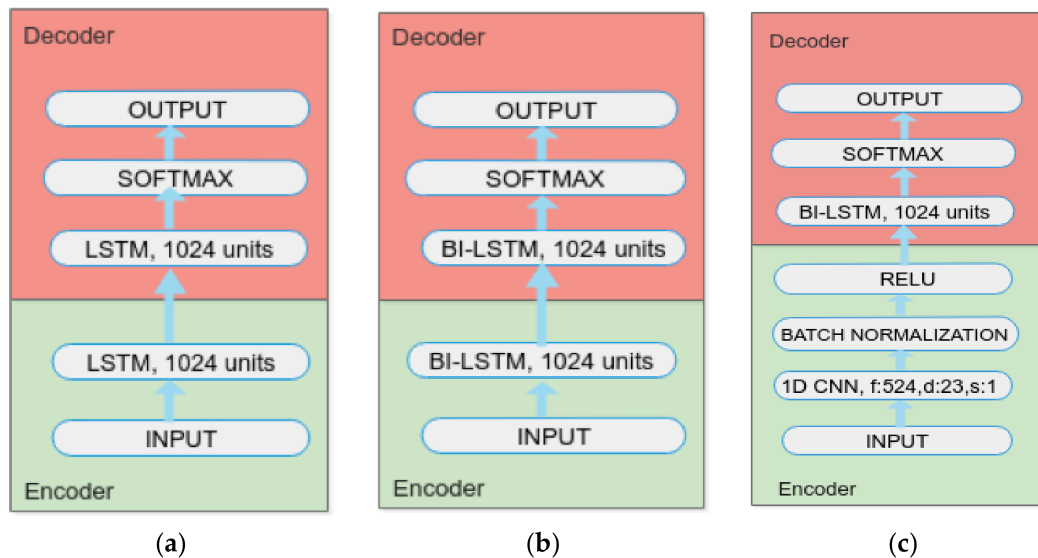 Decoder
OUTPUT
SOFTMAX
LSTM, 1024 units
LSTM, 1024 units
INPUT
Encoder
(a)
Decoder
OUTPUT
SOFTMAX
BI-LSTM, 1024 units
BI-LSTM, 1024 units
INPUT
Encoder
(b)
Decoder
OUTPUT
SOFTMAX
BI-LSTM, 1024 units
RELU
BATCH NORMALIZATION
1D CNN, f:524,d:23,s:1
INPUT
Encoder
(c)